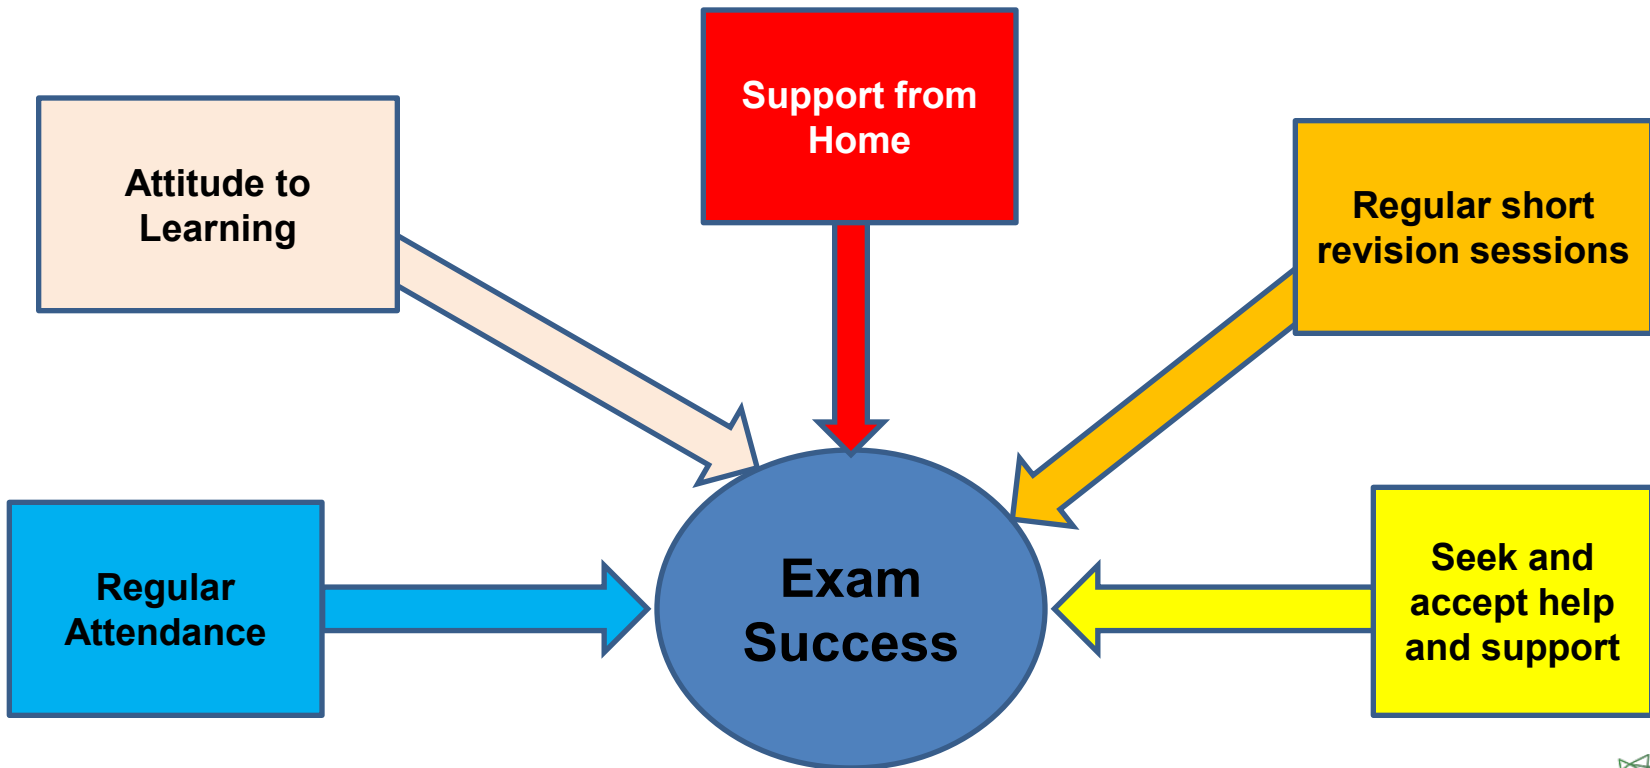 Support from
Home
Attitude to
Learning
Regular short
revision sessions
Regular
Attendance
Exam
Success
Seek and
accept help
and support